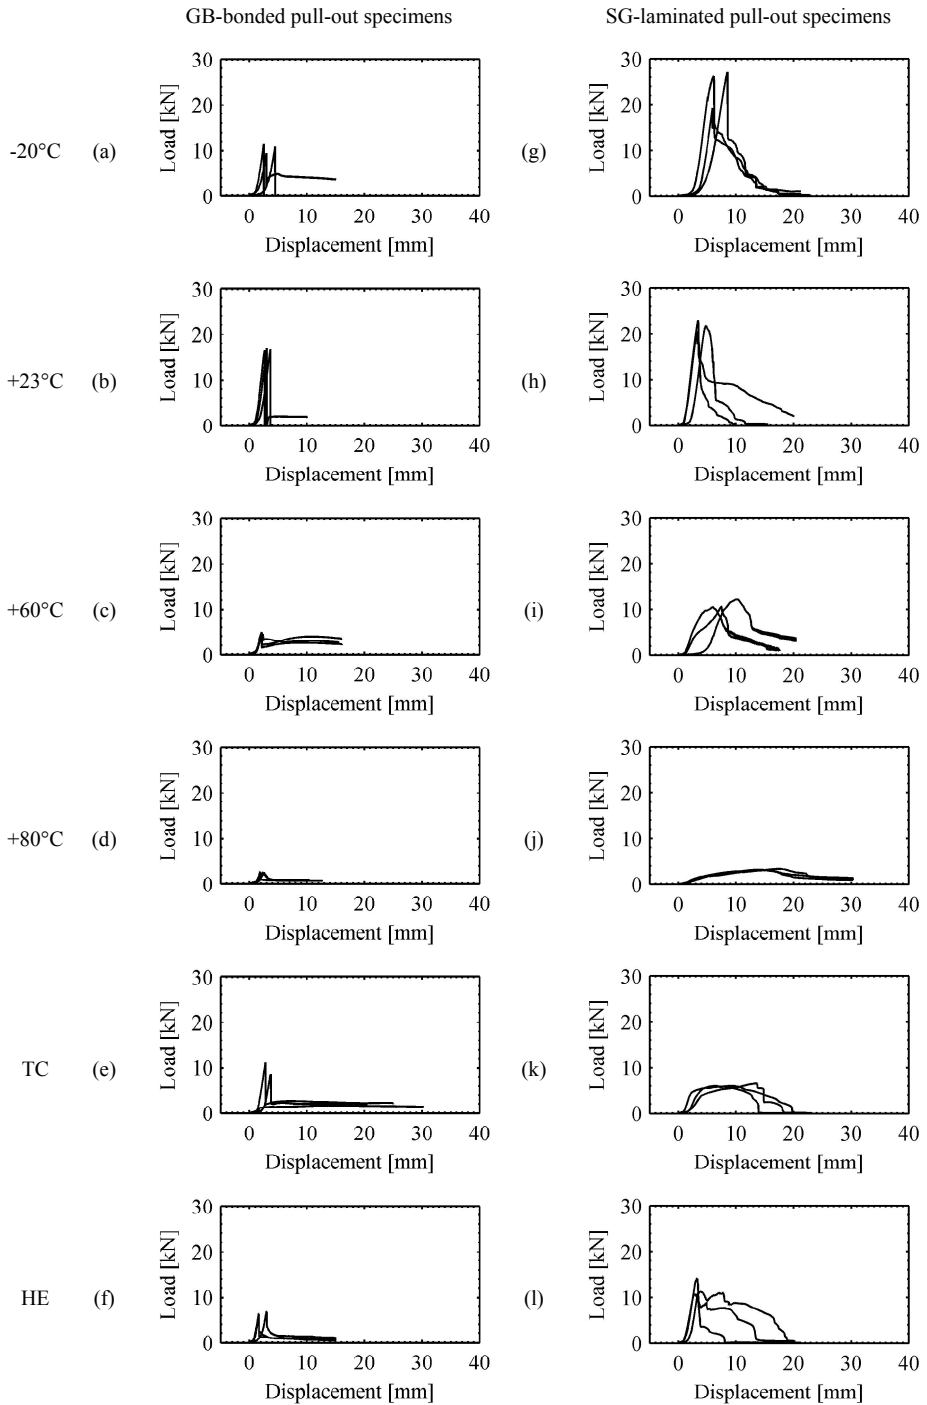 GB-bonded pull-out specimens
SG-laminated pull-out specimens
-20°C
(a)
Load [kN]
30
20
10
0
0 10 20 30 40
Displacement [mm]
(g)
Load [kN]
30
20
10
0
0 10 20 30 40
Displacement [mm]
+23°C
(b)
Load [kN]
30
20
10
0
0 10 20 30 40
Displacement [mm]
(h)
Load [kN]
30
20
10
0
0 10 20 30 40
Displacement [mm]
+60°C
(c)
Load [kN]
30
20
10
0
0 10 20 30 40
Displacement [mm]
(i)
Load [kN]
30
20
10
0
0 10 20 30 40
Displacement [mm]
+80°C
(d)
Load [kN]
30
20
10
0
0 10 20 30 40
Displacement [mm]
(j)
Load [kN]
30
20
10
0
0 10 20 30 40
Displacement [mm]
TC
(e)
Load [kN]
30
20
10
0
0 10 20 30 40
Displacement [mm]
(k)
Load [kN]
30
20
10
0
0 10 20 30 40
Displacement [mm]
HE
(f)
Load [kN]
30
20
10
0
0 10 20 30 40
Displacement [mm]
(l)
Load [kN]
30
20
10
0
0 10 20 30 40
Displacement [mm]